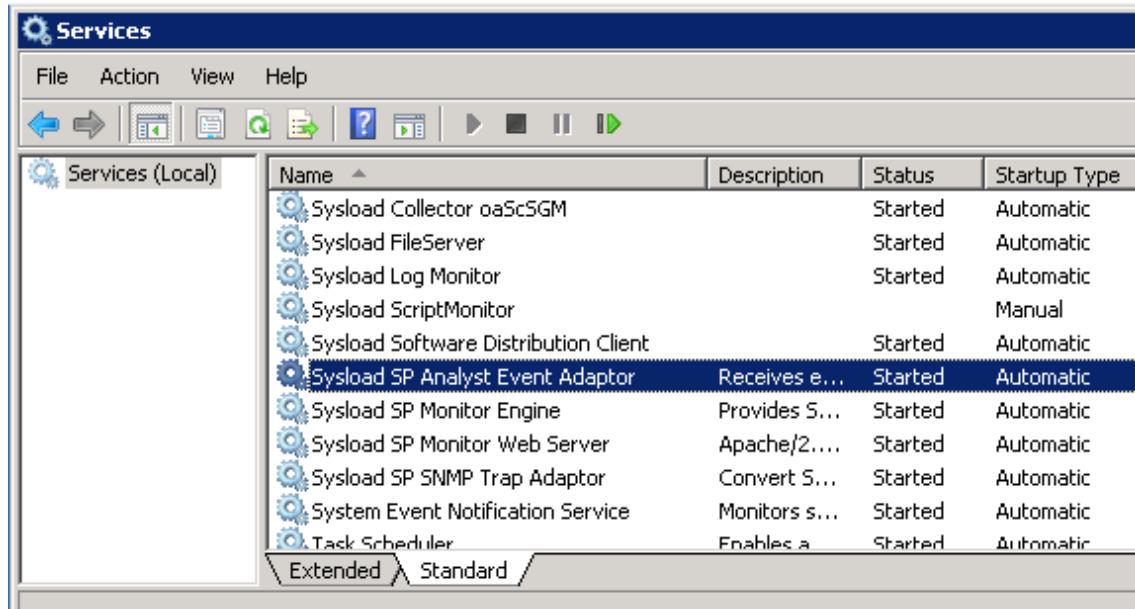 Services
File Action View Help
Services (Local)
Name Description Status Startup Type
Sysload Collector oaScSGM Started Automatic
Sysload FileServer Started Automatic
Sysload Log Monitor Started Automatic
Sysload ScriptMonitor Manual
Sysload Software Distribution Client Started Automatic
Sysload SP Analyst Event Adaptor Receives e... Started Automatic
Sysload SP Monitor Engine Provides S... Started Automatic
Sysload SP Monitor Web Server Apache/2.... Started Automatic
Sysload SP SNMP Trap Adaptor Convert S... Started Automatic
System Event Notification Service Monitors s... Started Automatic
Task Scheduler Enables a Started Automatic
Extended Standard